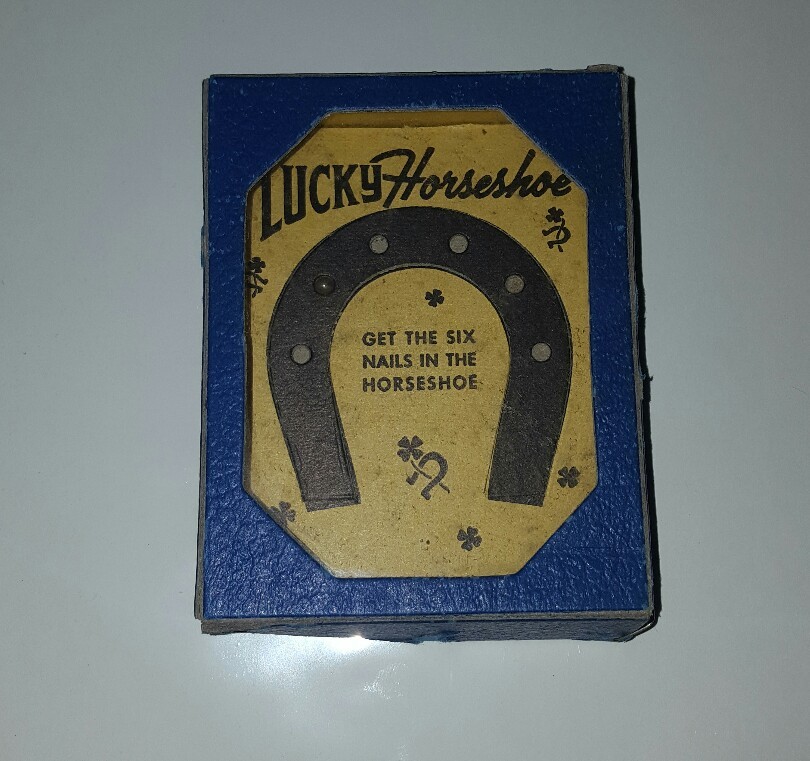 LUCKY Horseshoe
GET THE SIX
NAILS IN THE
HORSESHOE